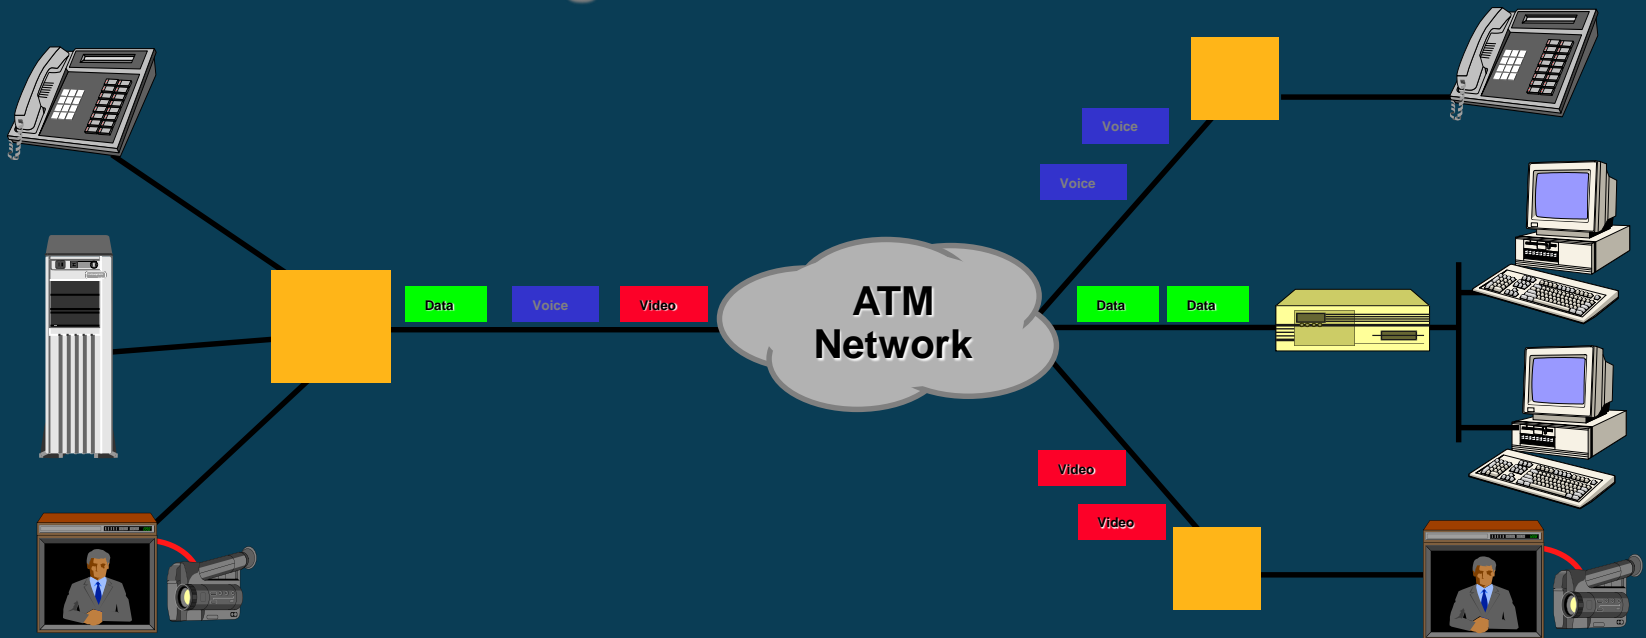 Voice
Voice
Data
Voice
Video
ATM
Network
Data
Data
Video
Video